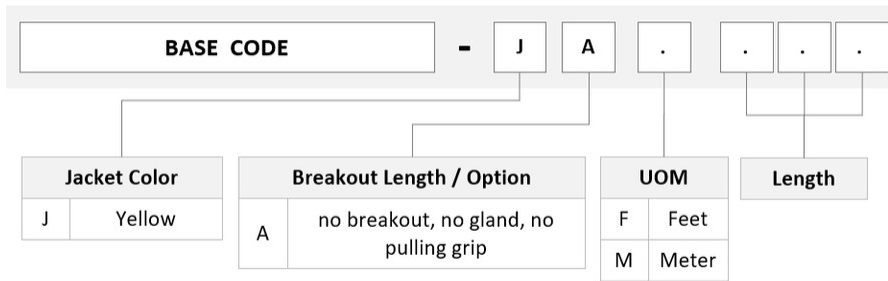 BASE CODE - J A . . . .
Jacket Color
J Yellow
Breakout Length / Option
A no breakout, no gland, no
pulling grip
UOM
F Feet
M Meter
Length